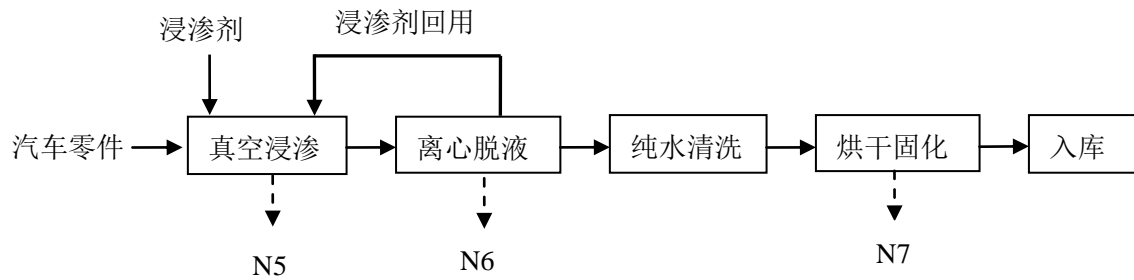 浸渗剂
浸渗剂回用
汽车零件
真空浸渗
离心脱液
纯水清洗
烘干固化
入库
N5
N6
N7